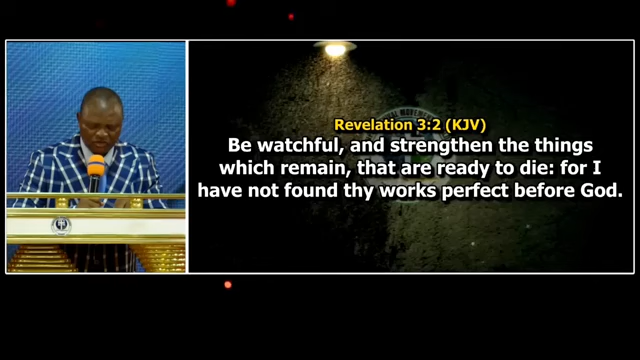 Revelation 3:2 (KJV)
Be watchful, and strengthen the things
which remain, that are ready to die: for I
have not found thy works perfect before God.